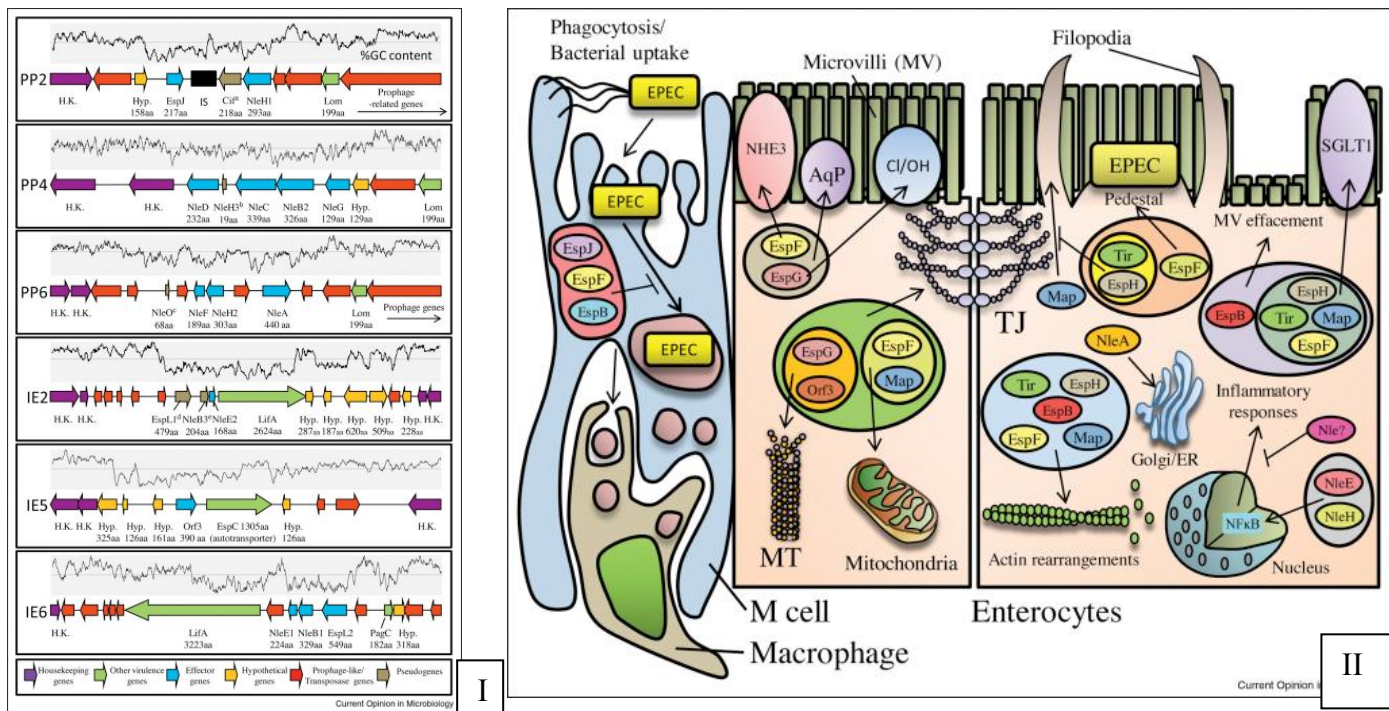 %GC content
PP2
H.K. Hyp. 158aa EspJ 217aa IS Cif a 218aa NleH1 293aa Lom 199aa Prophage -related genes
PP4
H.K. H.K. NleD 232aa NleH3 b 19aa NleC 339aa NleB2 326aa NleG 129aa Hyp. 129aa Lom 199aa
PP6
H.K. H.K. NleO c 68aa NleF 189aa NleH2 303aa NleA 440 aa Lom 199aa Prophage genes
IE2
H.K. H.K. EspL1 d 479aa NleB3 e 204aa NleE2 168aa LifA 2624aa Hyp. 287aa Hyp. 187aa Hyp. 620aa Hyp. 509aa Hyp. 228aa H.K. H.K.
IE5
H.K. H.K Hyp. 325aa Hyp. 126aa Hyp. 161aa Orf3 390 aa EspC 1305aa (autotransporter) Hyp. 126aa H.K.
IE6
H.K. LifA 3223aa NleE1 224aa NleB1 329aa EspL2 549aa PagC 182aa Hyp. 318aa
Housekeeping genes
Other virulence genes
Effector genes
Hypothetical genes
Prophage-like/ Transposase genes
Pseudogenes
Current Opinion in Microbiology
I
Phagocytosis/
Bacterial uptake
EPEC
EPEC
EspJ
EspF
EspB
EPEC
M cell
Macrophage
Microvilli (MV)
NHE3
AqP
Cl/OH
EspF
EspG
EspG
Orf3
EspF
Map
MT
Mitochondria
TJ
Enterocytes
Filopodia
EPEC
Pedestal
SGLT1
MV effacement
Tir
EspH
EspF
Map
EspB
EspH
Tir
Map
EspF
NleA
Golgi/ER
Tir
EspH
EspB
EspF
Map
Actin rearrangements
Inflammatory
responses
Nle?
NleE
NleH
NFκB
Nucleus
Current Opinion in
II